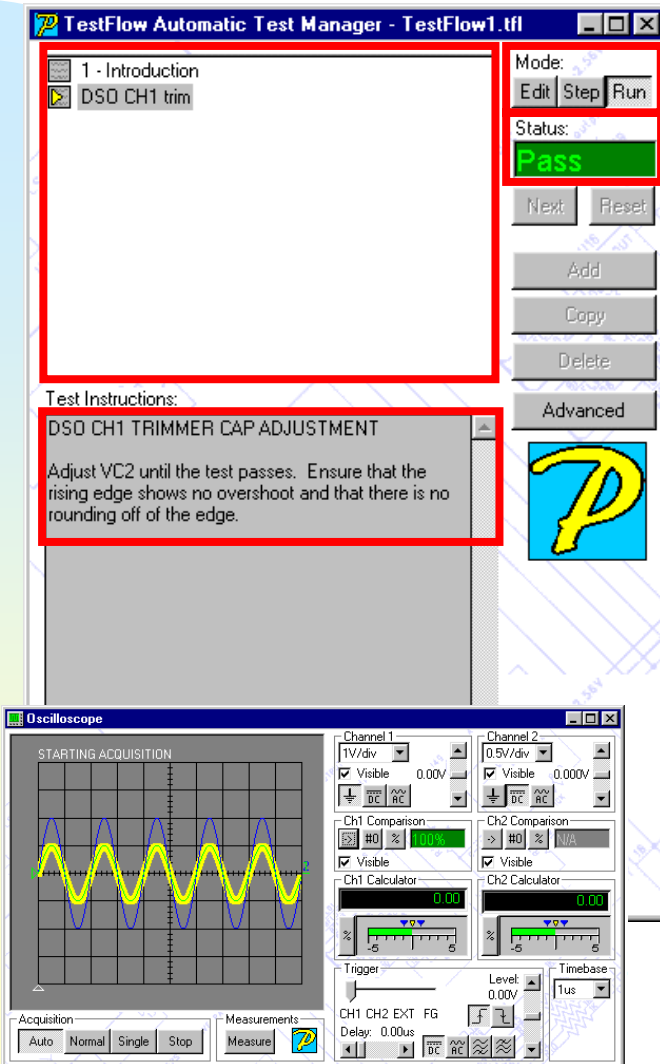 TestFlow Automatic Test Manager - TestFlow1.tfl
1 - Introduction
DSO CH1 trim
Mode:
Edit Step Run
Status:
Pass
Next Reset
Add
Copy
Delete
Advanced
Test Instructions:
DSO CH1 TRIMMER CAP ADJUSTMENT
Adjust VC2 until the test passes. Ensure that the
rising edge shows no overshoot and that there is no
rounding off of the edge.
Oscilloscope
STARTING ACQUISITION
2
Channel 1
1V/div
Visible 0.00V
DC AC
Channel 2
0.5V/div
Visible 0.000V
DC AC
Ch1 Comparison
-> #0 % 100%
Visible
Ch2 Comparison
-> #0 % N/A
Visible
Ch1 Calculator
0.00
%
-5 5
Ch2 Calculator
0.00
%
-5 5
Trigger
Level:
0.00V
CH1 CH2 EXT FG
Delay: 0.00us
DC AC
Timebase
1us
Acquisition
Auto Normal Single Stop
Measurements
Measure